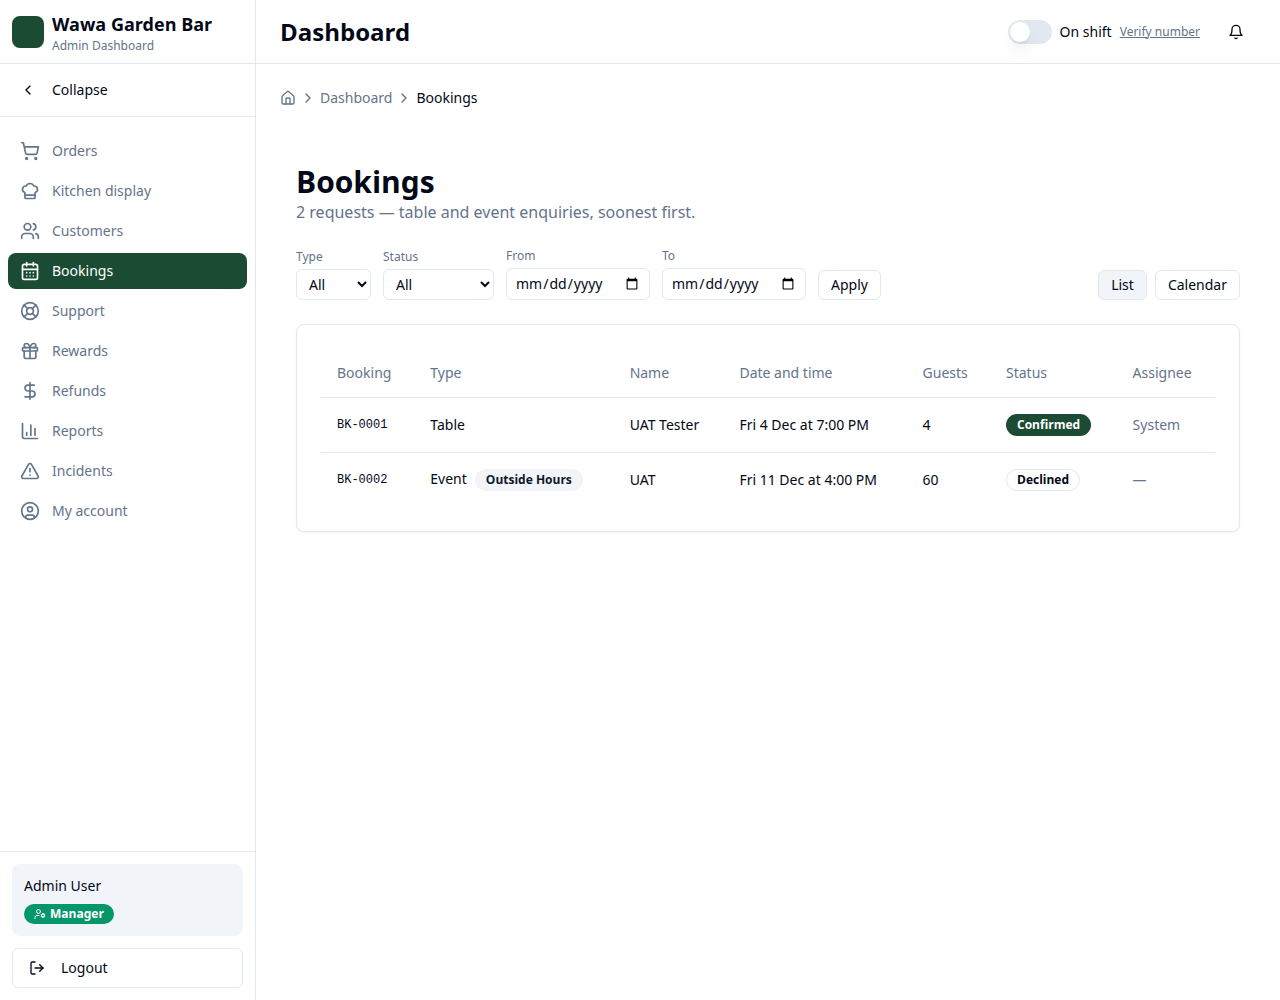 Wawa Garden Bar
Admin Dashboard
Dashboard
On shift Verify number
Collapse
Dashboard Bookings
Orders
Kitchen display
Customers
Bookings
Support
Rewards
Refunds
Reports
Incidents
My account
Bookings
2 requests — table and event enquiries, soonest first.
Type Status From To
All All mm/dd/yyyy mm/dd/yyyy Apply List Calendar
Booking Type Name Date and time Guests Status Assignee
BK-0001 Table UAT Tester Fri 4 Dec at 7:00 PM 4 Confirmed System
BK-0002 Event Outside Hours UAT Fri 11 Dec at 4:00 PM 60 Declined —
Admin User
Manager
Logout